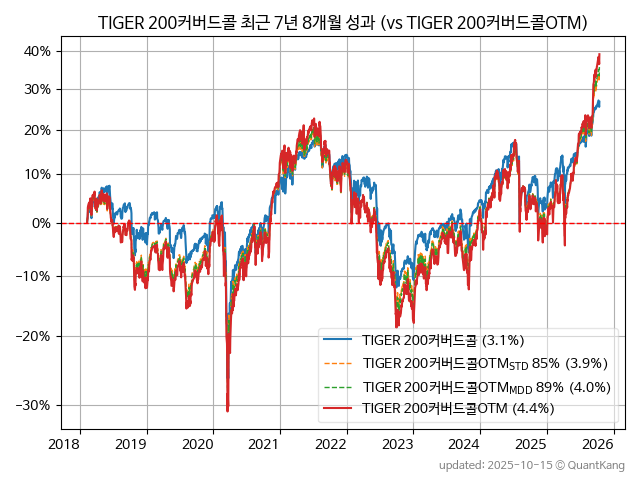 TIGER 200커버드콜 최근 7년 8개월 성과 (vs TIGER 200커버드콜OTM)
40%
30%
20%
10%
0%
-10%
-20%
-30%
TIGER 200커버드콜 (3.1%)
TIGER 200커버드콜OTM_STD 85% (3.9%)
TIGER 200커버드콜OTM_MDD 89% (4.0%)
TIGER 200커버드콜OTM (4.4%)
2018 2019 2020 2021 2022 2023 2024 2025 2026
updated: 2025-10-15 © QuantKang